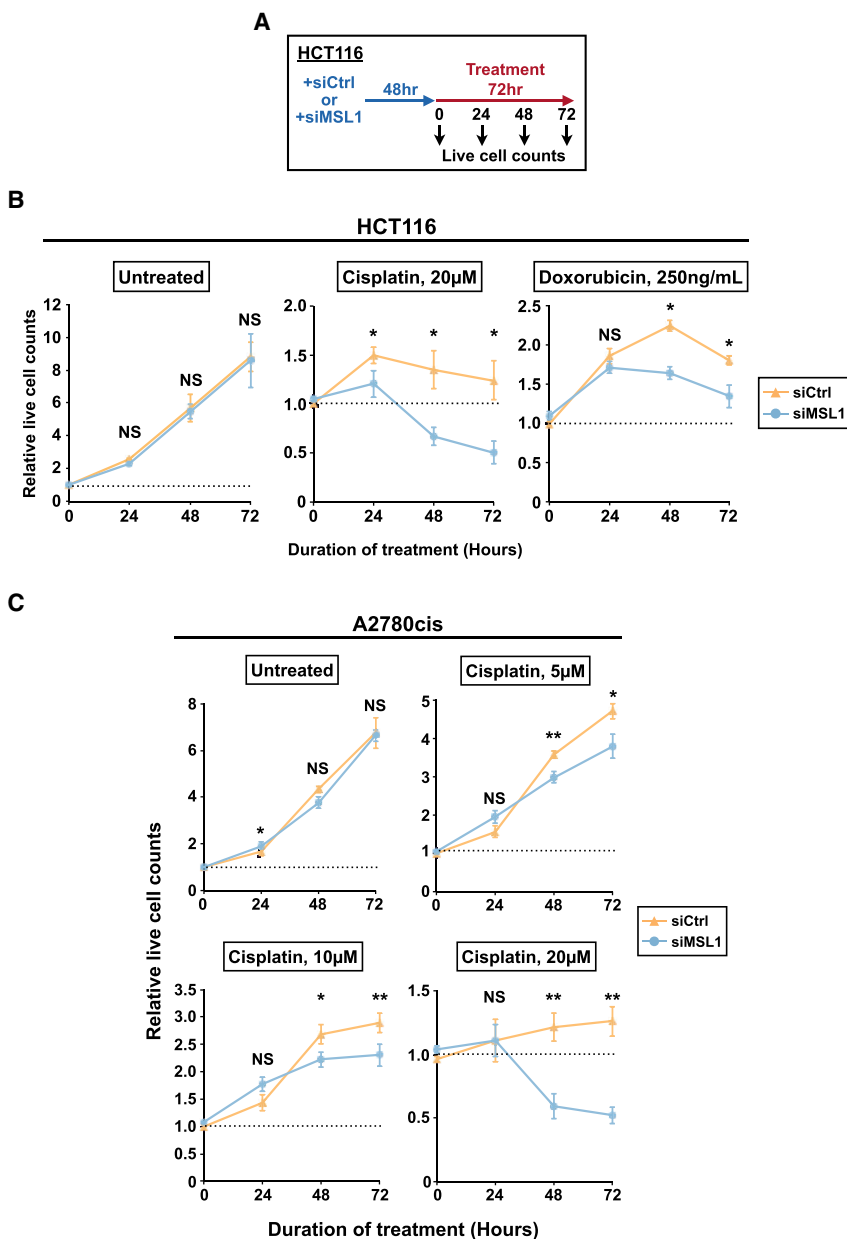 A
HCT116
+siCtrl
or
+siMSL1
48hr
Treatment
72hr
0 24 48 72
Live cell counts
B
HCT116
Untreated
Relative live cell counts
12
10
8
6
4
2
0
NS
NS
NS
0 24 48 72
Cisplatin, 20µM
2.0
1.5
1.0
0.5
0
* * *
0 24 48 72
Doxorubicin, 250ng/mL
2.5
2.0
1.5
1.0
0.5
0
NS * *
0 24 48 72
siCtrl
siMSL1
Duration of treatment (Hours)
C
A2780cis
Relative live cell counts
Untreated
8
6
4
2
0
* NS NS
0 24 48 72
Cisplatin, 5µM
5
4
3
2
1
0
NS ** *
0 24 48 72
siCtrl
siMSL1
Cisplatin, 10µM
3.5
3.0
2.5
2.0
1.5
1.0
0.5
0
NS * **
0 24 48 72
Cisplatin, 20µM
1.5
1.0
0.5
0
NS ** **
0 24 48 72
Duration of treatment (Hours)